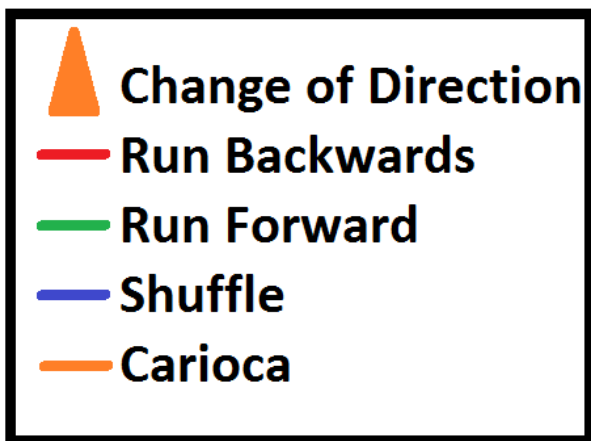 Change of Direction
Run Backwards
Run Forward
Shuffle
Carioca